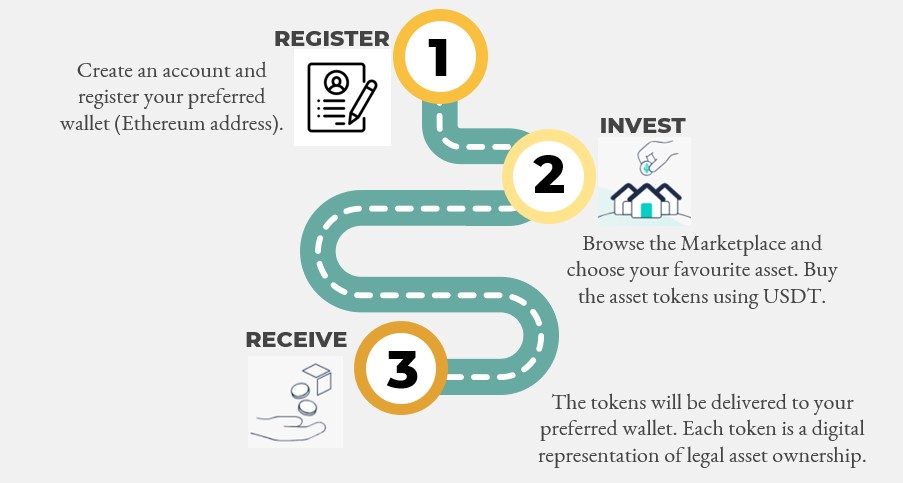 REGISTER
1
Create an account and
register your preferred
wallet (Ethereum address).
INVEST
2
Browse the Marketplace and
choose your favourite asset. Buy
the asset tokens using USDT.
RECEIVE
3
The tokens will be delivered to your
preferred wallet. Each token is a digital
representation of legal asset ownership.